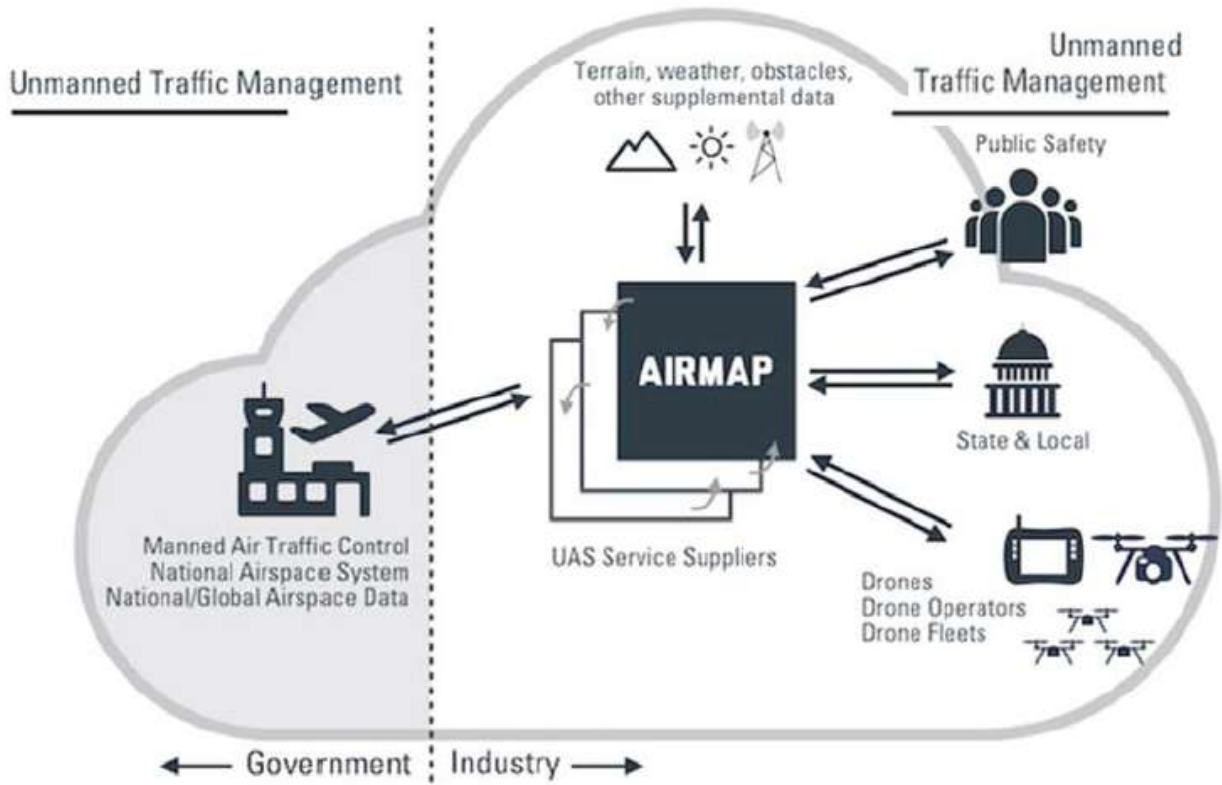 Unmanned Traffic Management
Terrain, weather, obstacles,
other supplemental data
Unmanned
Traffic Management
Public Safety
AIRMAP
State & Local
Manned Air Traffic Control
National Airspace System
National/Global Airspace Data
UAS Service Suppliers
Drones
Drone Operators
Drone Fleets
Government
Industry